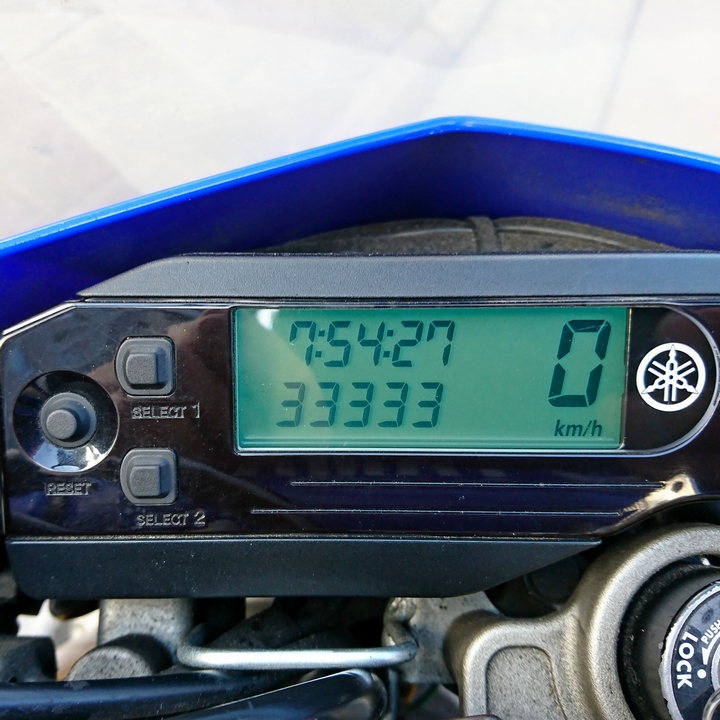 7:54:27
0
33333
km/h
SELECT 1
RESET
SELECT 2
PUSH
LOCK